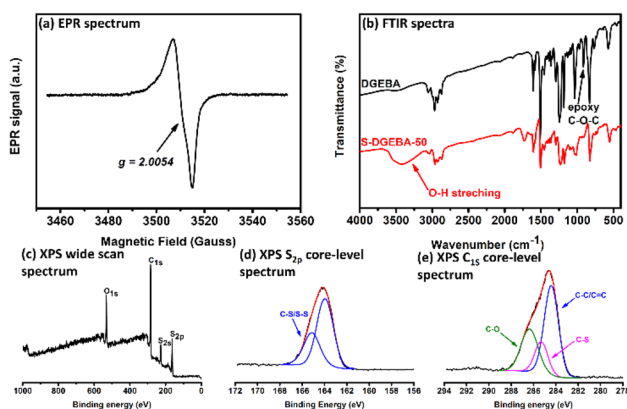 (a) EPR spectrum
EPR signal (a.u.)
g = 2.0054
3460 3480 3500 3520 3540
Magnetic Field (Gauss)
(b) FTIR spectra
Transmittance (%)
DGEBA
epoxy
C-O-C
S-DGEBA-50
O-H streching
4000 3500 3000 2500 2000 1600 1200 800 400
Wavenumber (cm⁻¹)
(c) XPS wide scan
spectrum
C1s
O1s
S2s
S2p
1000 800 600 400 200 0
Binding energy (eV)
(d) XPS S2p core-level
spectrum
C-S/S-S
172 170 168 166 164 162 160 158 156
Binding energy (eV)
(e) XPS C1S core-level
spectrum
C-C/C=C
C-O
C-S
294 292 290 288 286 284 282 280 278
Binding energy (eV)